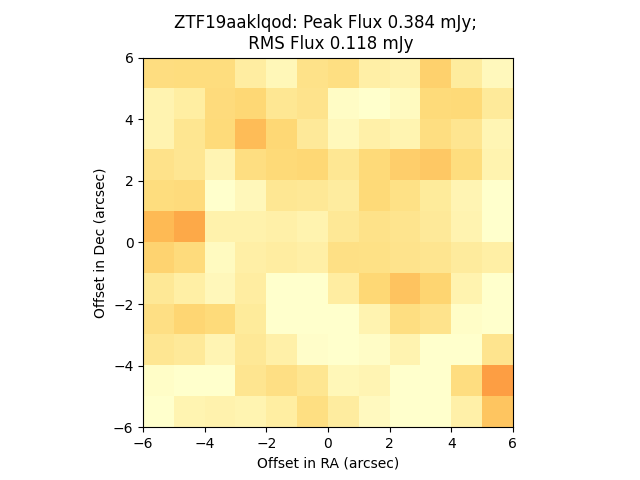 ZTF19aaklqod: Peak Flux 0.384 mJy;
RMS Flux 0.118 mJy
6
4
2
0
−2
−4
−6
Offset in Dec (arcsec)
−6 −4 −2 0 2 4 6
Offset in RA (arcsec)